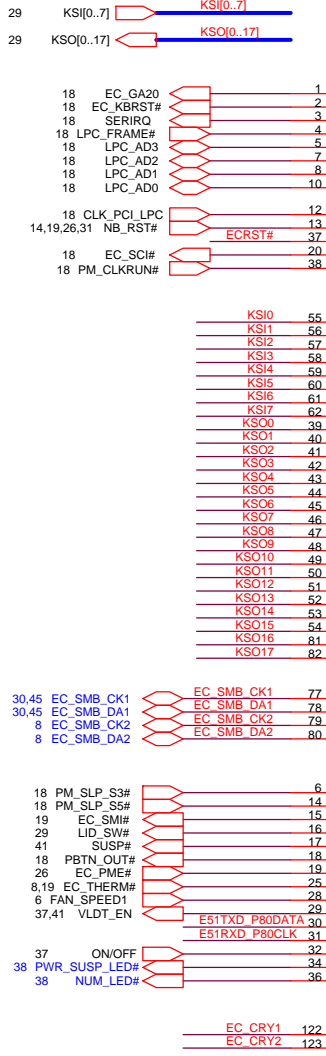 29 KSI[0..7] KSI[0..7]
29 KSO[0..17] KSO[0..17]
18 EC_GA20 1
18 EC_KBRST# 2
18 SERIRQ 3
18 LPC_FRAME# 4
18 LPC_AD3 5
18 LPC_AD2 7
18 LPC_AD1 8
18 LPC_AD0 10
18 CLK_PCI_LPC 12
14,19,26,31 NB_RST# 13
ECRST# 37
18 EC_SCI# 20
18 PM_CLKRUN# 38
KSI0 55
KSI1 56
KSI2 57
KSI3 58
KSI4 59
KSI5 60
KSI6 61
KSI7 62
KSO0 39
KSO1 40
KSO2 41
KSO3 42
KSO4 43
KSO5 44
KSO6 45
KSO7 46
KSO8 47
KSO9 48
KSO10 49
KSO11 50
KSO12 51
KSO13 52
KSO14 53
KSO15 54
KSO16 81
KSO17 82
30,45 EC_SMB_CK1 EC_SMB_CK1 77
30,45 EC_SMB_DA1 EC_SMB_DA1 78
8 EC_SMB_CK2 EC_SMB_CK2 79
8 EC_SMB_DA2 EC_SMB_DA2 80
18 PM_SLP_S3# 6
18 PM_SLP_S5# 14
19 EC_SMI# 15
29 LID_SW# 16
41 SUSP# 17
18 PBTN_OUT# 18
26 EC_PME# 19
8,19 EC_THERM# 25
6 FAN_SPEED1 28
37,41 VLDT_EN 29
E51TXD_P80DATA 30
E51RXD_P80CLK 31
37 ON/OFF 32
38 PWR_SUSP_LED# 34
38 NUM_LED# 36
EC_CRY1 122
EC_CRY2 123